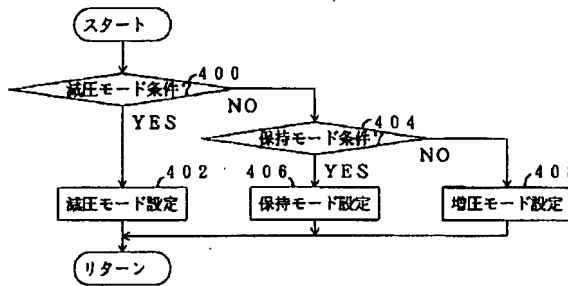 スタート
減圧モード条件?
400
NO
YES
保持モード条件?
404
YES
NO
402
減圧モード設定
406
保持モード設定
増圧モード設定
リターン